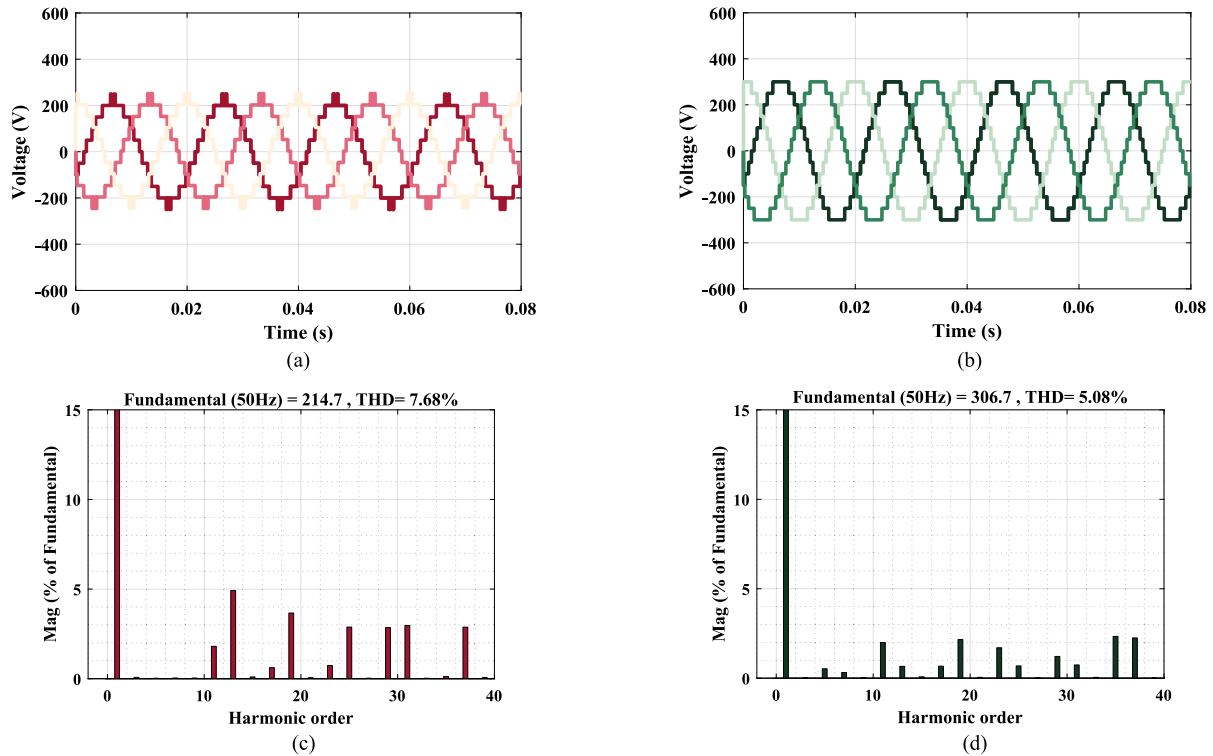 600
400
200
0
-200
-400
-600
Voltage (V)
0 0.02 0.04 0.06 0.08
Time (s)
(a)
600
400
200
0
-200
-400
-600
Voltage (V)
0 0.02 0.04 0.06 0.08
Time (s)
(b)
Fundamental (50Hz) = 214.7 , THD= 7.68%
15
10
5
0
Mag (% of Fundamental)
0 10 20 30 40
Harmonic order
(c)
Fundamental (50Hz) = 306.7 , THD= 5.08%
15
10
5
0
Mag (% of Fundamental)
0 10 20 30 40
Harmonic order
(d)